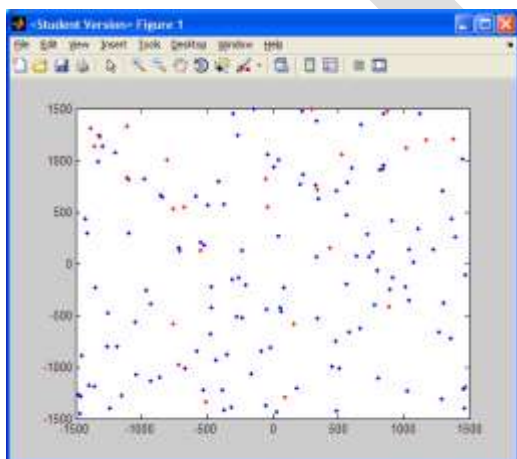 <Student Version> Figure 1
File Edit View Insert Tools Desktop Window Help
1500
1000
500
0
-500
-1000
-1500
-1500 -1000 -500 0 500 1000 1500